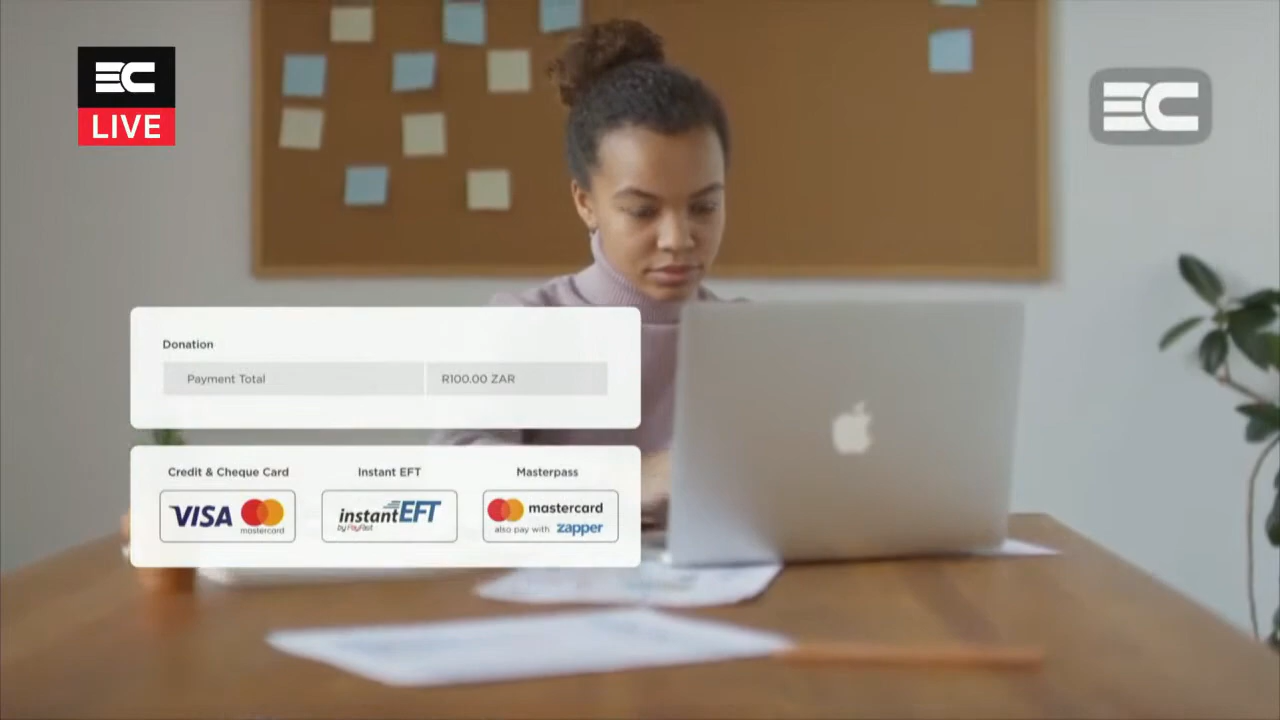 EC
LIVE
EC
Donation
Payment Total
R100.00 ZAR
Credit & Cheque Card
Instant EFT
Masterpass
VISA
mastercard
instantEFT
by PayFast
mastercard
also pay with zapper